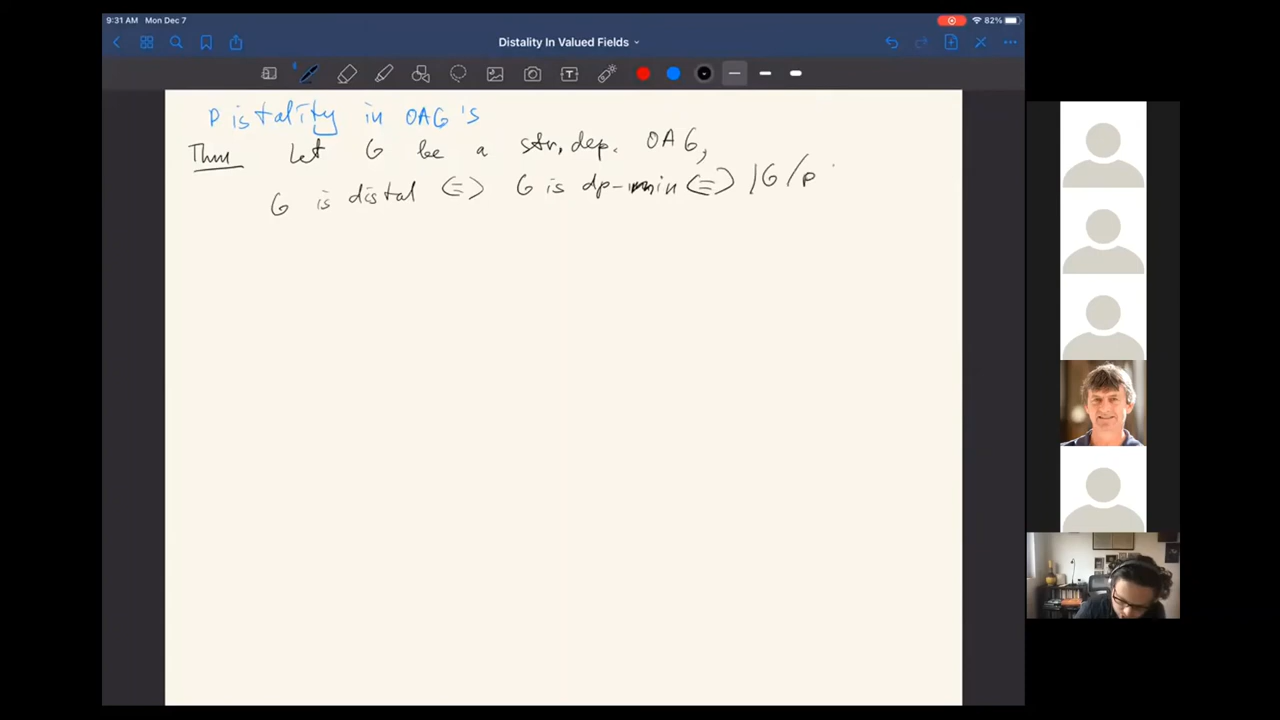 9:31 AM Mon Dec 7
82%
Distality In Valued Fields
Distality in OAG's
Thm Let G be a str. dep. OAG,
G is distal <=> G is dp-min <=> |G/p